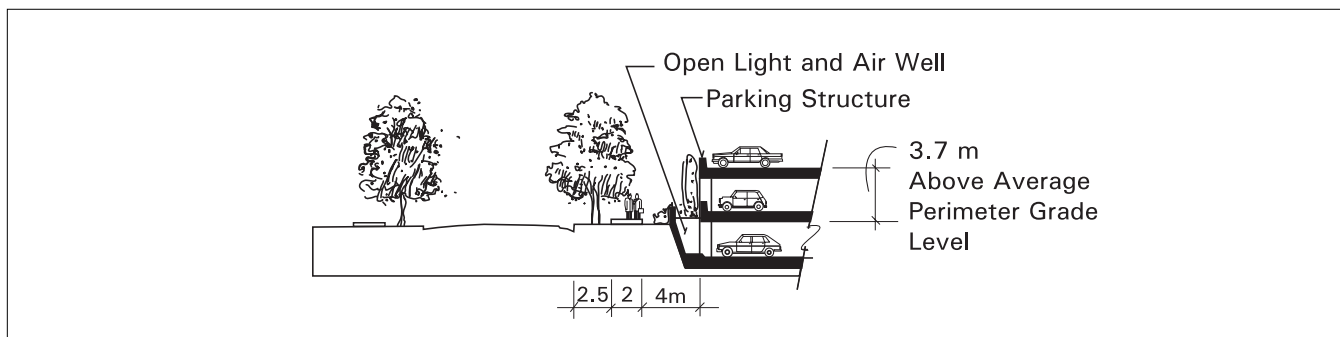 Open Light and Air Well
Parking Structure
3.7 m
Above Average
Perimeter Grade
Level
2.5 2 4m